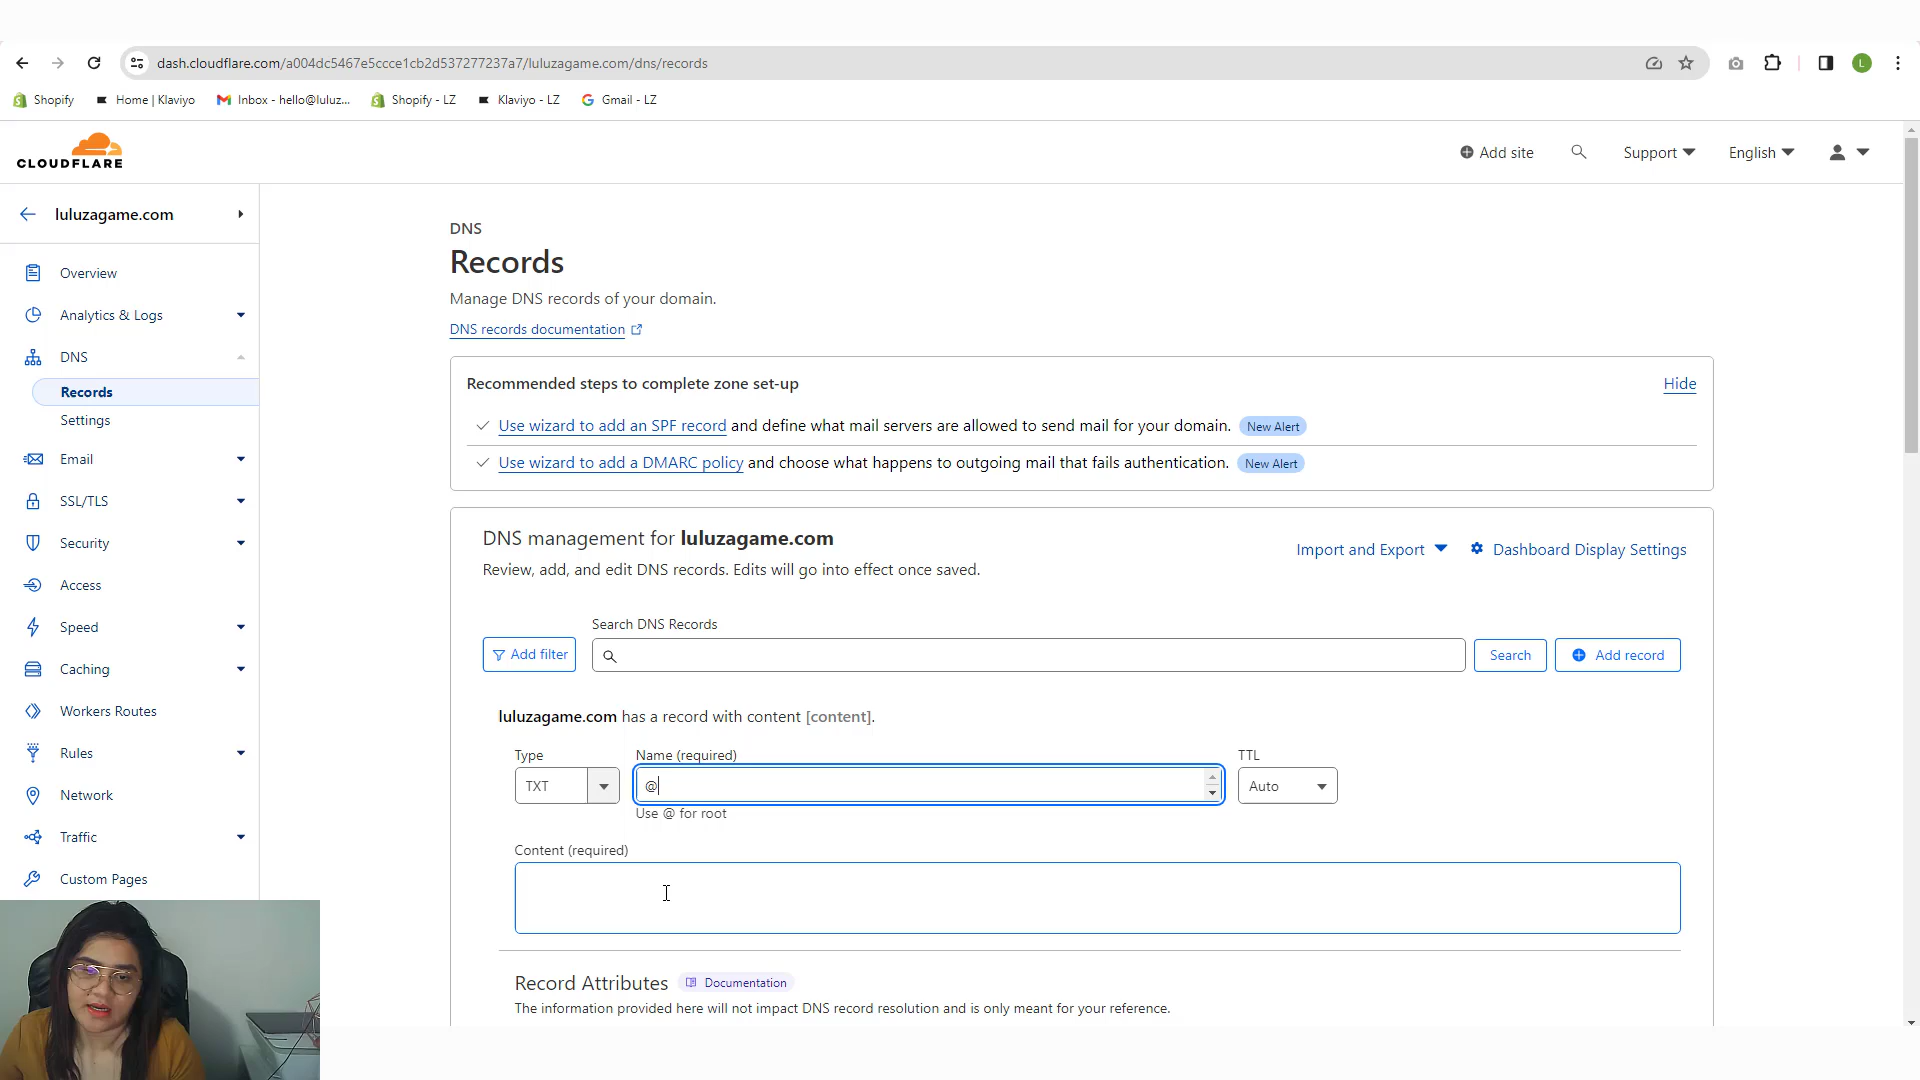 dash.cloudflare.com/a004dc5467e5ccce1cb2d537277237a7/luluzagame.com/dns/records
L
Shopify
Home | Klaviyo
Inbox - hello@luluz...
Shopify - LZ
Klaviyo - LZ
Gmail - LZ
CLOUDFLARE
Add site
Support
English
luluzagame.com
Overview
Analytics & Logs
DNS
Records
Settings
Email
SSL/TLS
Security
Access
Speed
Caching
Workers Routes
Rules
Network
Traffic
Custom Pages
DNS
Records
Manage DNS records of your domain.
DNS records documentation
Recommended steps to complete zone set-up
Hide
Use wizard to add an SPF record and define what mail servers are allowed to send mail for your domain. New Alert
Use wizard to add a DMARC policy and choose what happens to outgoing mail that fails authentication. New Alert
DNS management for luluzagame.com
Review, add, and edit DNS records. Edits will go into effect once saved.
Import and Export
Dashboard Display Settings
Search DNS Records
Add filter
Search
Add record
luluzagame.com has a record with content [content].
Type
Name (required)
TTL
TXT
@
Auto
Use @ for root
Content (required)
Record Attributes
Documentation
The information provided here will not impact DNS record resolution and is only meant for your reference.